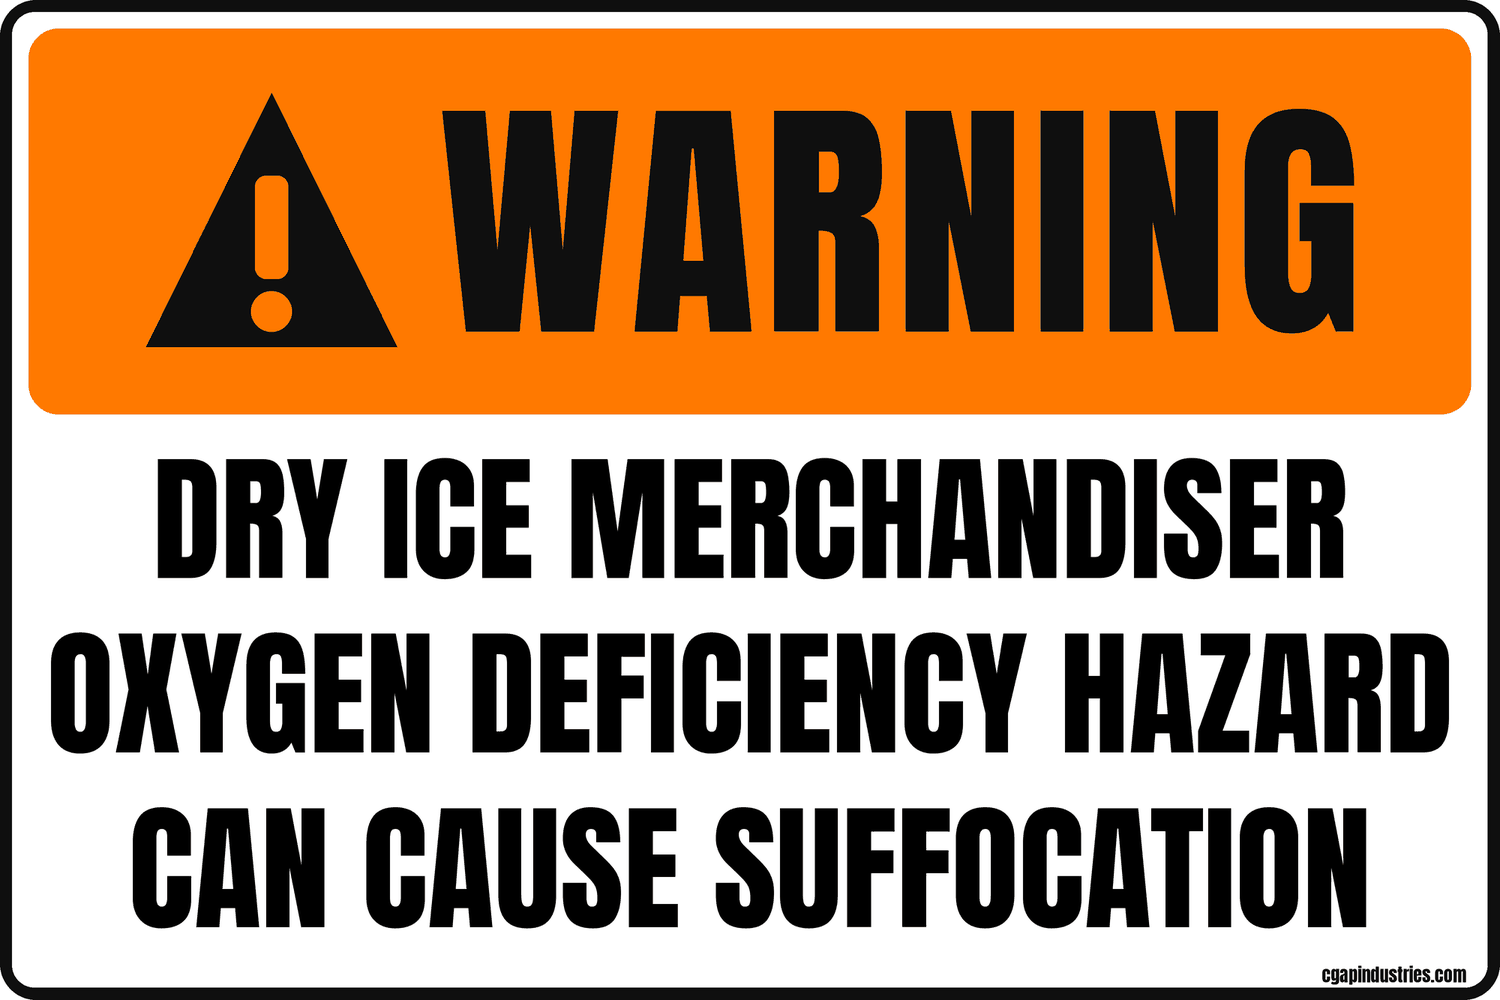 WARNING
DRY ICE MERCHANDISER
OXYGEN DEFICIENCY HAZARD
CAN CAUSE SUFFOCATION
cgapindustries.com